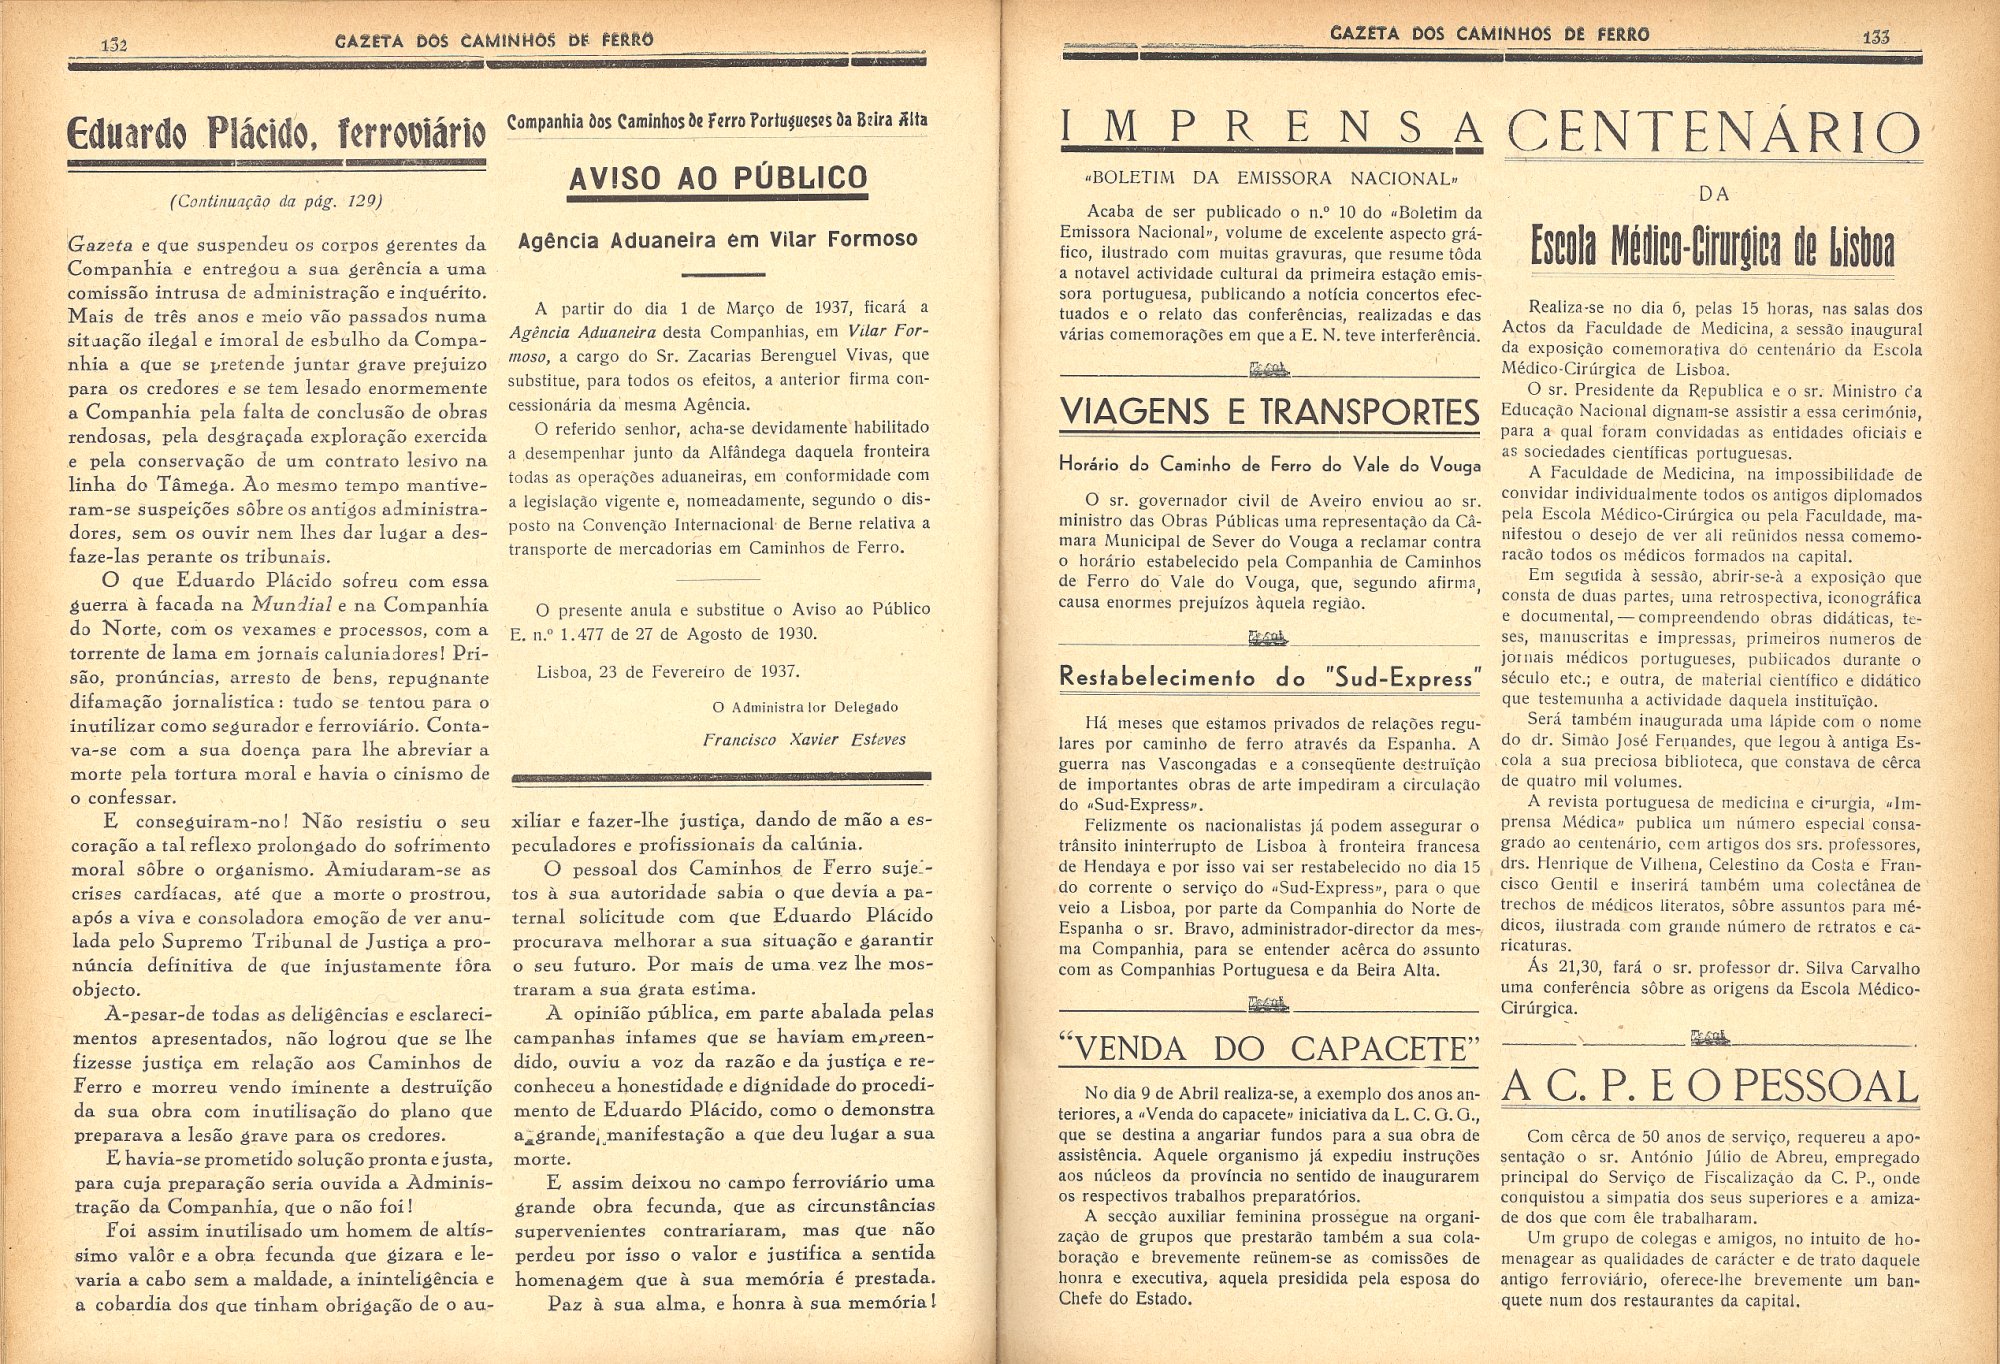 132
GAZETA DOS CAMINHOS DE FERRO
Eduardo Plácido, ferroviário
(Continuação da pág. 129)
Gazeta e que suspendeu os corpos gerentes da
Companhia e entregou a sua gerência a uma
comissão intrusa de administração e inquérito.
Mais de três anos e meio vão passados numa
situação ilegal e imoral de esbulho da Compa-
nhia a que se pretende juntar grave prejuizo
para os credores e se tem lesado enormemente
a Companhia pela falta de conclusão de obras
rendosas, pela desgraçada exploração exercida
e pela conservação de um contrato lesivo na
linha do Tâmega. Ao mesmo tempo mantive-
ram-se suspeições sôbre os antigos administra-
dores, sem os ouvir nem lhes dar lugar a des-
faze-las perante os tribunais.
O que Eduardo Plácido sofreu com essa
guerra à facada na Mundial e na Companhia
do Norte, com os vexames e processos, com a
torrente de lama em jornais caluniadores! Pri-
são, pronúncias, arresto de bens, repugnante
difamação jornalistica: tudo se tentou para o
inutilizar como segurador e ferroviário. Conta-
va-se com a sua doença para lhe abreviar a
morte pela tortura moral e havia o cinismo de
o confessar.
E conseguiram-no! Não resistiu o seu
coração a tal reflexo prolongado do sofrimento
moral sôbre o organismo. Amiudaram-se as
crises cardíacas, até que a morte o prostrou,
após a viva e consoladora emoção de ver anu-
lada pelo Supremo Tribunal de Justiça a pro-
núncia definitiva de que injustamente fôra
objecto.
A-pesar-de todas as deligências e esclareci-
mentos apresentados, não logrou que se lhe
fizesse justiça em relação aos Caminhos de
Ferro e morreu vendo iminente a destruïção
da sua obra com inutilisação do plano que
preparava a lesão grave para os credores.
E havia-se prometido solução pronta e justa,
para cuja preparação seria ouvida a Adminis-
tração da Companhia, que o não foi!
Foi assim inutilisado um homem de altís-
simo valôr e a obra fecunda que gizara e le-
varia a cabo sem a maldade, a ininteligência e
a cobardia dos que tinham obrigação de o au-
Companhia dos Caminhos de Ferro Portugueses da Beira Alta
AVISO AO PÚBLICO
Agência Aduaneira em Vilar Formoso
A partir do dia 1 de Março de 1937, ficará a
Agência Aduaneira desta Companhias, em Vilar For-
moso, a cargo do Sr. Zacarias Berenguel Vivas, que
substitue, para todos os efeitos, a anterior firma con-
cessionária da mesma Agência.
O referido senhor, acha-se devidamente habilitado
a desempenhar junto da Alfândega daquela fronteira
todas as operações aduaneiras, em conformidade com
a legislação vigente e, nomeadamente, segundo o dis-
posto na Convenção Internacional de Berne relativa a
transporte de mercadorias em Caminhos de Ferro.
O presente anula e substitue o Aviso ao Público
E. n.º 1.477 de 27 de Agosto de 1930.
Lisboa, 23 de Fevereiro de 1937.
O Administrador Delegado
Francisco Xavier Esteves
xiliar e fazer-lhe justiça, dando de mão a es-
peculadores e profissionais da calúnia.
O pessoal dos Caminhos de Ferro sujei-
tos à sua autoridade sabia o que devia a pa-
ternal solicitude com que Eduardo Plácido
procurava melhorar a sua situação e garantir
o seu futuro. Por mais de uma vez lhe mos-
traram a sua grata estima.
A opinião pública, em parte abalada pelas
campanhas infames que se haviam empreen-
dido, ouviu a voz da razão e da justiça e re-
conheceu a honestidade e dignidade do procedi-
mento de Eduardo Plácido, como o demonstra
a grande manifestação a que deu lugar a sua
morte.
E assim deixou no campo ferroviário uma
grande obra fecunda, que as circunstâncias
supervenientes contrariaram, mas que não
perdeu por isso o valor e justifica a sentida
homenagem que à sua memória é prestada.
Paz à sua alma, e honra à sua memória!
GAZETA DOS CAMINHOS DE FERRO
133
IMPRENSA
«BOLETIM DA EMISSORA NACIONAL»
Acaba de ser publicado o n.º 10 do «Boletim da
Emissora Nacional», volume de excelente aspecto grá-
fico, ilustrado com muitas gravuras, que resume tôda
a notavel actividade cultural da primeira estação emis-
sora portuguesa, publicando a notícia concertos efec-
tuados e o relato das conferências, realizadas e das
várias comemorações em que a E. N. teve interferência.
VIAGENS E TRANSPORTES
Horário do Caminho de Ferro do Vale do Vouga
O sr. governador civil de Aveiro enviou ao sr.
ministro das Obras Públicas uma representação da Câ-
mara Municipal de Sever do Vouga a reclamar contra
o horário estabelecido pela Companhia de Caminhos
de Ferro do Vale do Vouga, que, segundo afirma,
causa enormes prejuízos àquela região.
Restabelecimento do "Sud-Express"
Há meses que estamos privados de relações regu-
lares por caminho de ferro através da Espanha. A
guerra nas Vascongadas e a conseqüente destruïção
de importantes obras de arte impediram a circulação
do «Sud-Express».
Felizmente os nacionalistas já podem assegurar o
trânsito ininterrupto de Lisboa à fronteira francesa
de Hendaya e por isso vai ser restabelecido no dia 15
do corrente o serviço do «Sud-Express», para o que
veio a Lisboa, por parte da Companhia do Norte de
Espanha o sr. Bravo, administrador-director da mes-
ma Companhia, para se entender acêrca do assunto
com as Companhias Portuguesa e da Beira Alta.
“VENDA DO CAPACETE”
No dia 9 de Abril realiza-se, a exemplo dos anos an-
teriores, a «Venda do capacete» iniciativa da L. C. G. G.,
que se destina a angariar fundos para a sua obra de
assistência. Aquele organismo já expediu instruções
aos núcleos da província no sentido de inaugurarem
os respectivos trabalhos preparatórios.
A secção auxiliar feminina prossegue na organi-
zação de grupos que prestarão também a sua cola-
boração e brevemente reünem-se as comissões de
honra e executiva, aquela presidida pela esposa do
Chefe do Estado.
CENTENÁRIO
DA
Escola Médico-Cirurgica de Lisboa
Realiza-se no dia 6, pelas 15 horas, nas salas dos
Actos da Faculdade de Medicina, a sessão inaugural
da exposição comemorativa do centenário da Escola
Médico-Cirúrgica de Lisboa.
O sr. Presidente da Republica e o sr. Ministro da
Educação Nacional dignam-se assistir a essa cerimónia,
para a qual foram convidadas as entidades oficiais e
as sociedades científicas portuguesas.
A Faculdade de Medicina, na impossibilidade de
convidar individualmente todos os antigos diplomados
pela Escola Médico-Cirúrgica ou pela Faculdade, ma-
nifestou o desejo de ver ali reünidos nessa comemo-
racão todos os médicos formados na capital.
Em seguida à sessão, abrir-se-à a exposição que
consta de duas partes, uma retrospectiva, iconográfica
e documental, — compreendendo obras didáticas, te-
ses, manuscritas e impressas, primeiros numeros de
jornais médicos portugueses, publicados durante o
século etc.; e outra, de material científico e didático
que testemunha a actividade daquela instituïção.
Será também inaugurada uma lápide com o nome
do dr. Simão José Fernandes, que legou à antiga Es-
cola a sua preciosa biblioteca, que constava de cêrca
de quatro mil volumes.
A revista portuguesa de medicina e cirurgia, «Im-
prensa Médica» publica um número especial consa-
grado ao centenário, com artigos dos srs. professores,
drs. Henrique de Vilhena, Celestino da Costa e Fran-
cisco Gentil e inserirá também uma colectânea de
trechos de médicos literatos, sôbre assuntos para mé-
dicos, ilustrada com grande número de retratos e ca-
ricaturas.
Ás 21,30, fará o sr. professor dr. Silva Carvalho
uma conferência sôbre as origens da Escola Médico-
Cirúrgica.
A C. P. E O PESSOAL
Com cêrca de 50 anos de serviço, requereu a apo-
sentação o sr. António Júlio de Abreu, empregado
principal do Serviço de Fiscalização da C. P., onde
conquistou a simpatia dos seus superiores e a amiza-
de dos que com êle trabalharam.
Um grupo de colegas e amigos, no intuito de ho-
menagear as qualidades de carácter e de trato daquele
antigo ferroviário, oferece-lhe brevemente um ban-
quete num dos restaurantes da capital.